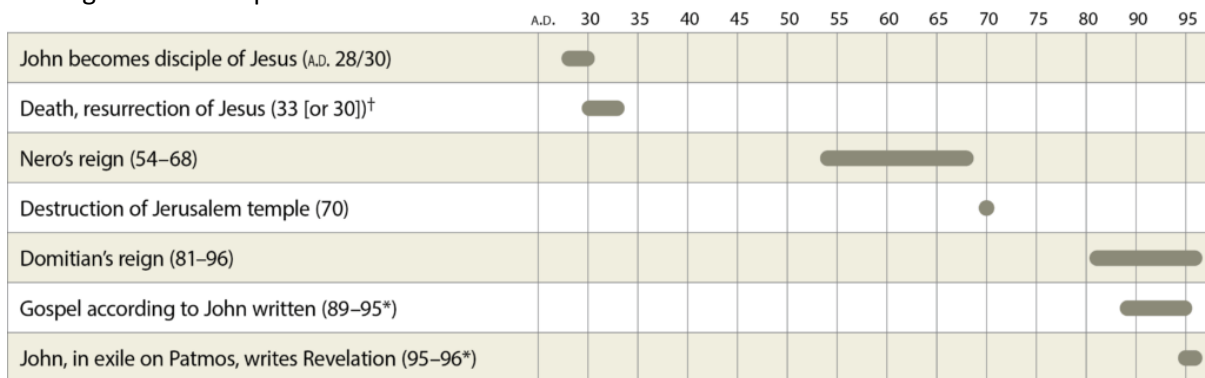 A.D. 30 35 40 45 50 55 60 65 70 75 80 90 95
John becomes disciple of Jesus (A.D. 28/30)
Death, resurrection of Jesus (33 [or 30])†
Nero's reign (54–68)
Destruction of Jerusalem temple (70)
Domitian's reign (81–96)
Gospel according to John written (89–95*)
John, in exile on Patmos, writes Revelation (95–96*)